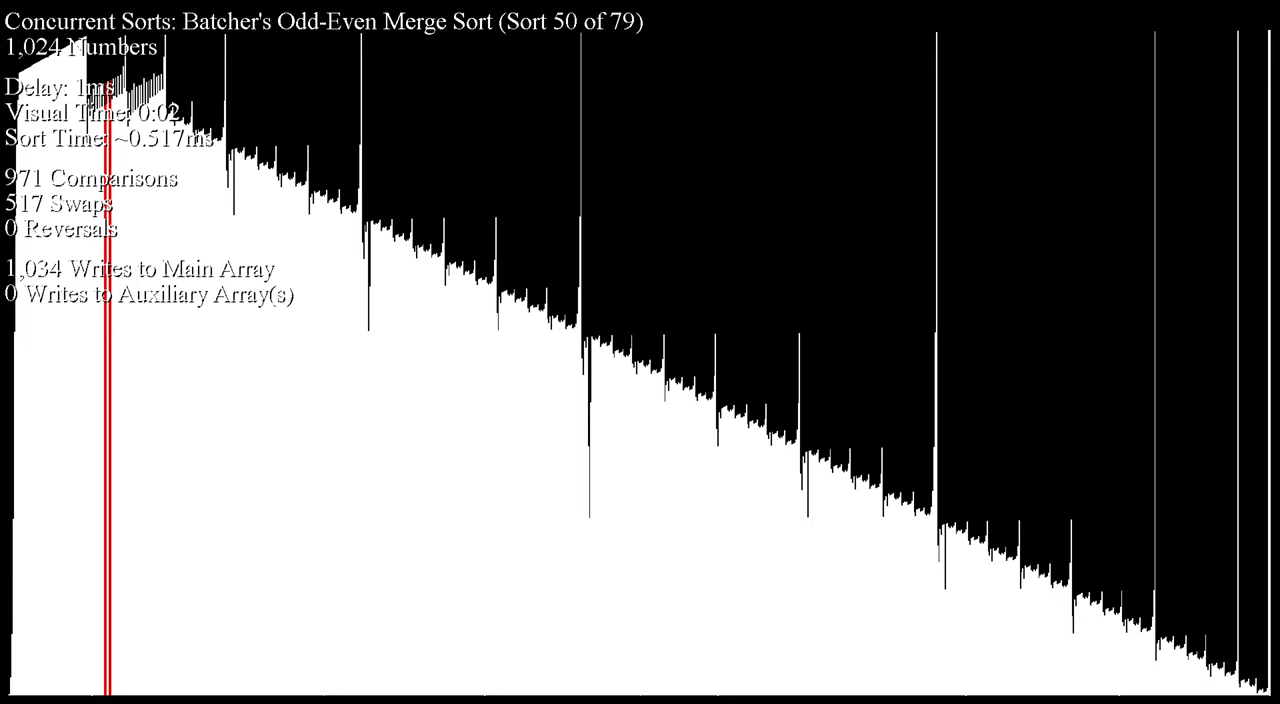 Concurrent Sorts: Batcher's Odd-Even Merge Sort (Sort 50 of 79)
1,024 Numbers
Delay: 1ms
Visual Time: 0:02
Sort Time: ~0.517ms
971 Comparisons
517 Swaps
0 Reversals
1,034 Writes to Main Array
0 Writes to Auxiliary Array(s)